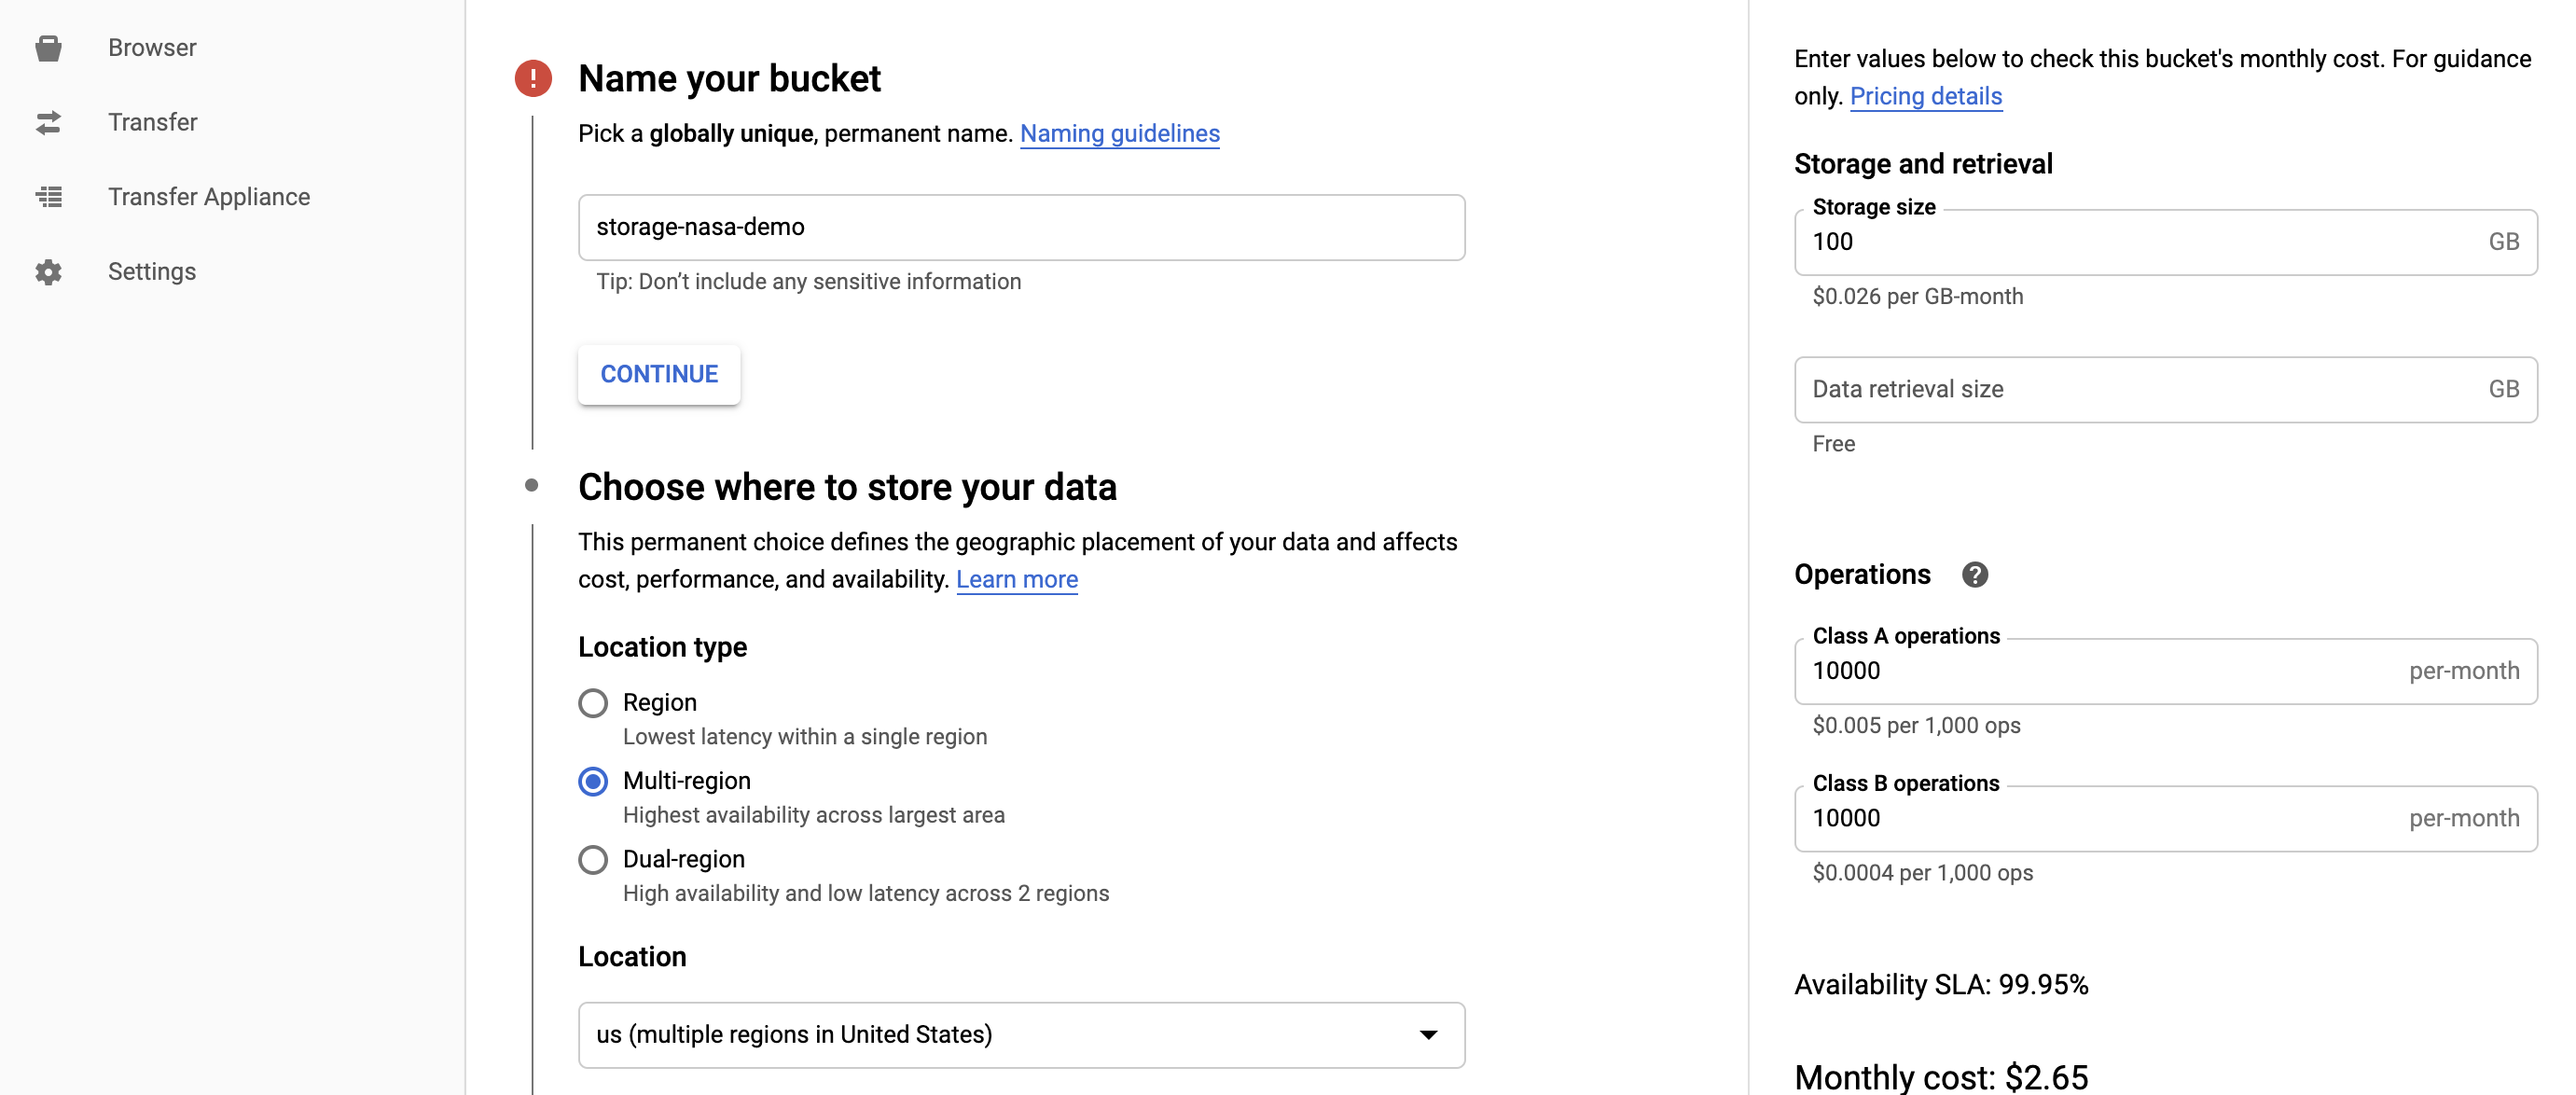 Browser
Transfer
Transfer Appliance
Settings
Name your bucket
Pick a globally unique, permanent name. Naming guidelines
storage-nasa-demo
Tip: Don’t include any sensitive information
CONTINUE
Choose where to store your data
This permanent choice defines the geographic placement of your data and affects
cost, performance, and availability. Learn more
Location type
Region
Lowest latency within a single region
Multi-region
Highest availability across largest area
Dual-region
High availability and low latency across 2 regions
Location
us (multiple regions in United States)
Enter values below to check this bucket's monthly cost. For guidance
only. Pricing details
Storage and retrieval
Storage size
100 GB
$0.026 per GB-month
Data retrieval size GB
Free
Operations
Class A operations
10000 per-month
$0.005 per 1,000 ops
Class B operations
10000 per-month
$0.0004 per 1,000 ops
Availability SLA: 99.95%
Monthly cost: $2.65